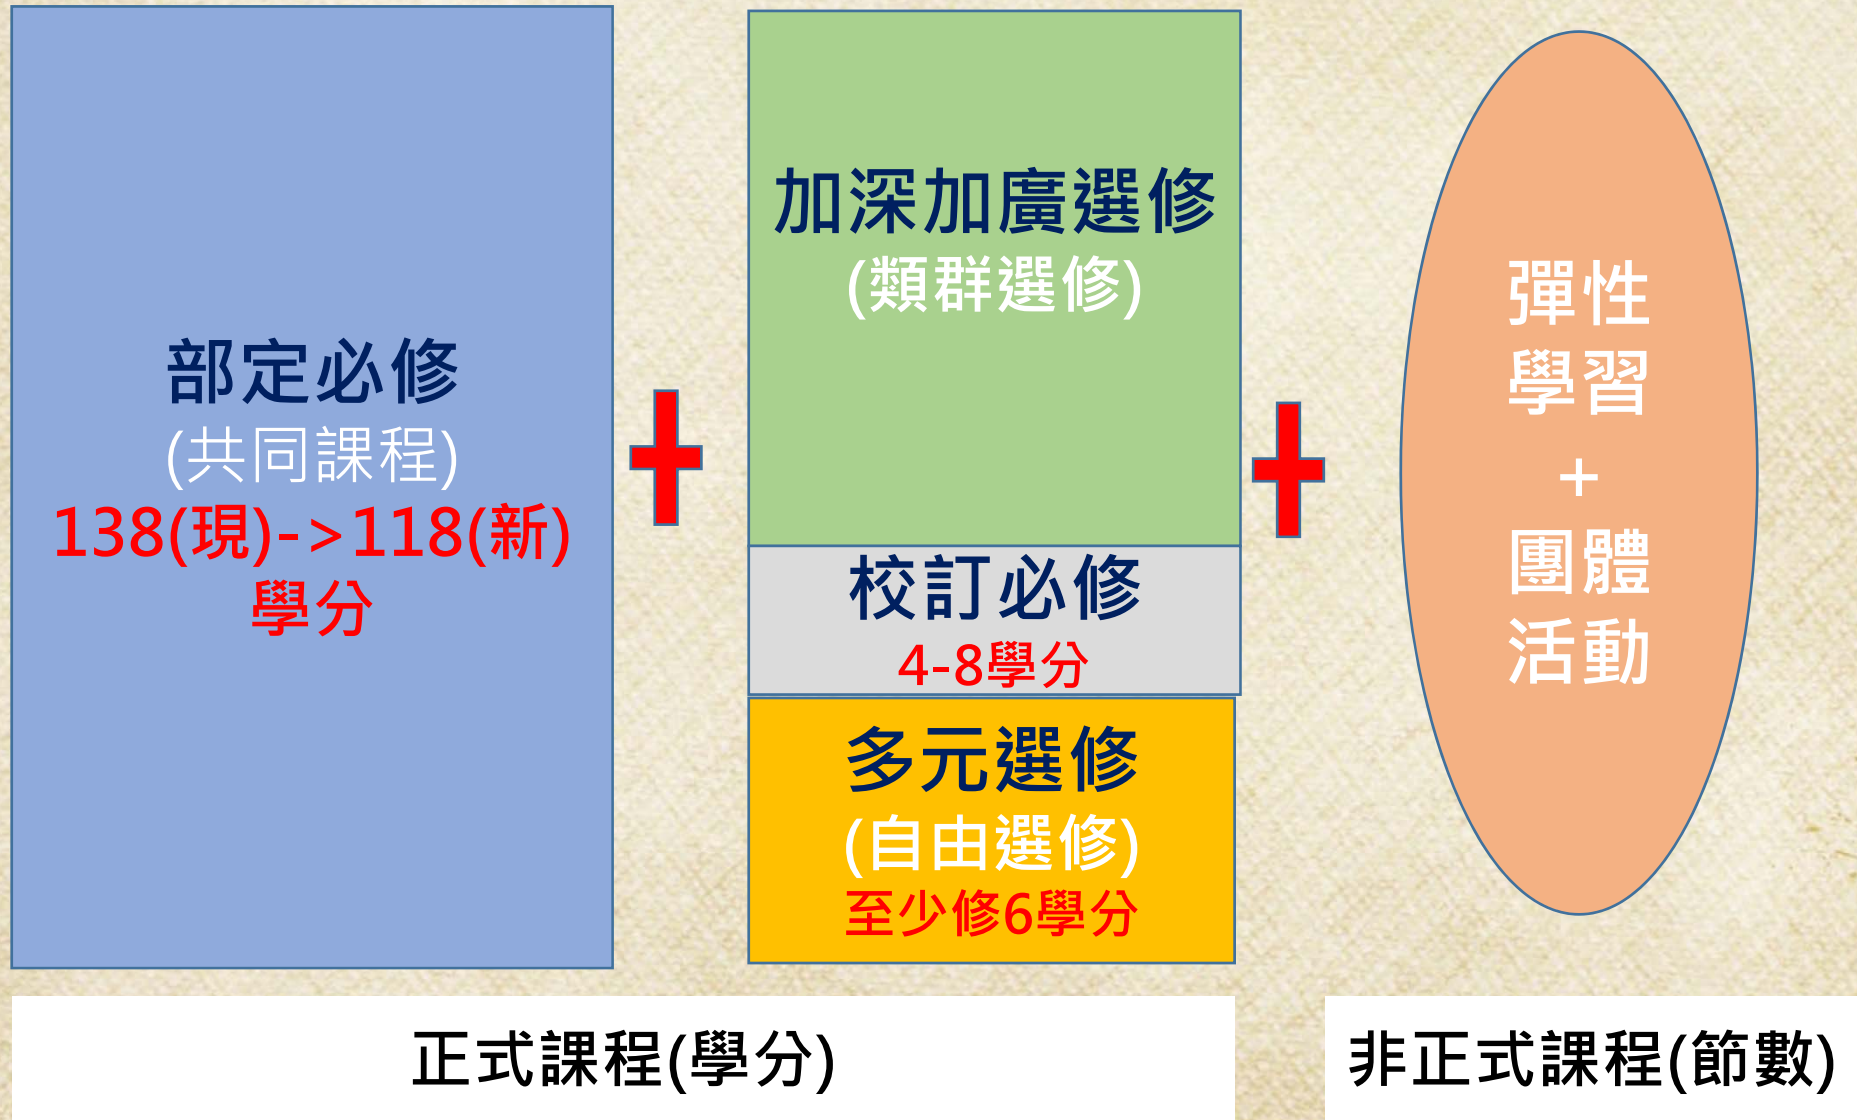 部定必修
(共同課程)
138(現)->118(新)
學分
加深加廣選修
(類群選修)
校訂必修
4-8學分
多元選修
(自由選修)
至少修6學分
彈性
學習
+
團體
活動
正式課程(學分)
非正式課程(節數)